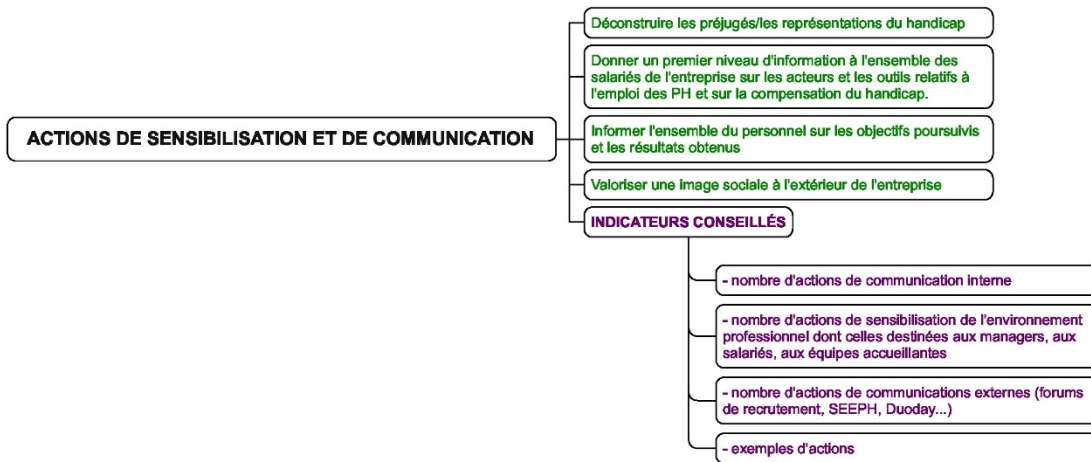 Déconstruire les préjugés/les représentations du handicap
Donner un premier niveau d'information à l'ensemble des
salariés de l'entreprise sur les acteurs et les outils relatifs à
l'emploi des PH et sur la compensation du handicap.
ACTIONS DE SENSIBILISATION ET DE COMMUNICATION
Informer l'ensemble du personnel sur les objectifs poursuivis
et les résultats obtenus
Valoriser une image sociale à l'extérieur de l'entreprise
INDICATEURS CONSEILLÉS
- nombre d'actions de communication interne
- nombre d'actions de sensibilisation de l'environnement
professionnel dont celles destinées aux managers, aux
salariés, aux équipes accueillantes
- nombre d'actions de communications externes (forums
de recrutement, SEEPH, Duoday...)
- exemples d'actions